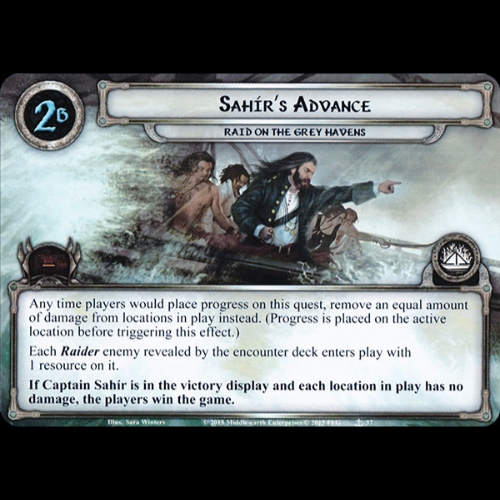 2B
SAHÍR'S ADVANCE
RAID ON THE GREY HAVENS
Any time players would place progress on this quest, remove an equal amount
of damage from locations in play instead. (Progress is placed on the active
location before triggering this effect.)
Each Raider enemy revealed by the encounter deck enters play with
1 resource on it.
If Captain Sahír is in the victory display and each location in play has no
damage, the players win the game.
Illus. Sara Winters
Middle-earth Enterprises © 2015 FFG
57